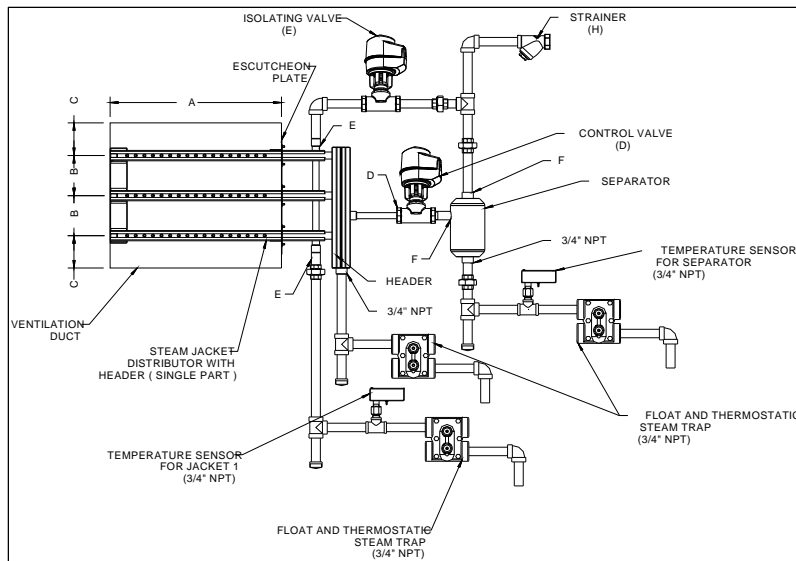 ISOLATING VALVE
(E)
STRAINER
(H)
ESCUTCHEON
PLATE
C
A
E
CONTROL VALVE
(D)
B
D
F
SEPARATOR
B
F
3/4" NPT
TEMPERATURE SENSOR
FOR SEPARATOR
(3/4" NPT)
C
HEADER
E
3/4" NPT
VENTILATION
DUCT
STEAM JACKET
DISTRIBUTOR WITH
HEADER ( SINGLE PART )
FLOAT AND THERMOSTATIC
STEAM TRAP
(3/4" NPT)
TEMPERATURE SENSOR
FOR JACKET 1
(3/4" NPT)
FLOAT AND THERMOSTATIC
STEAM TRAP
(3/4" NPT)